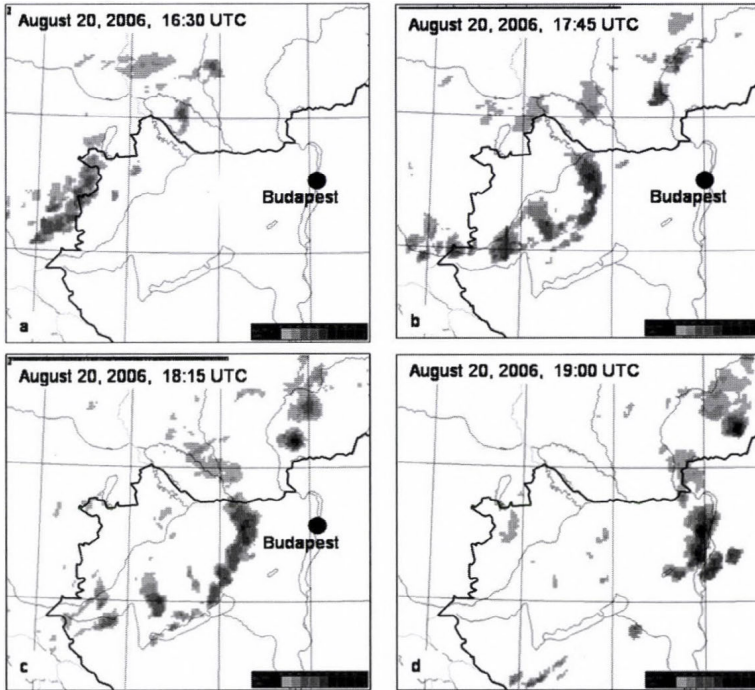 August 20, 2006, 16:30 UTC
Budapest
a
August 20, 2006, 17:45 UTC
Budapest
b
August 20, 2006, 18:15 UTC
Budapest
c
August 20, 2006, 19:00 UTC
d